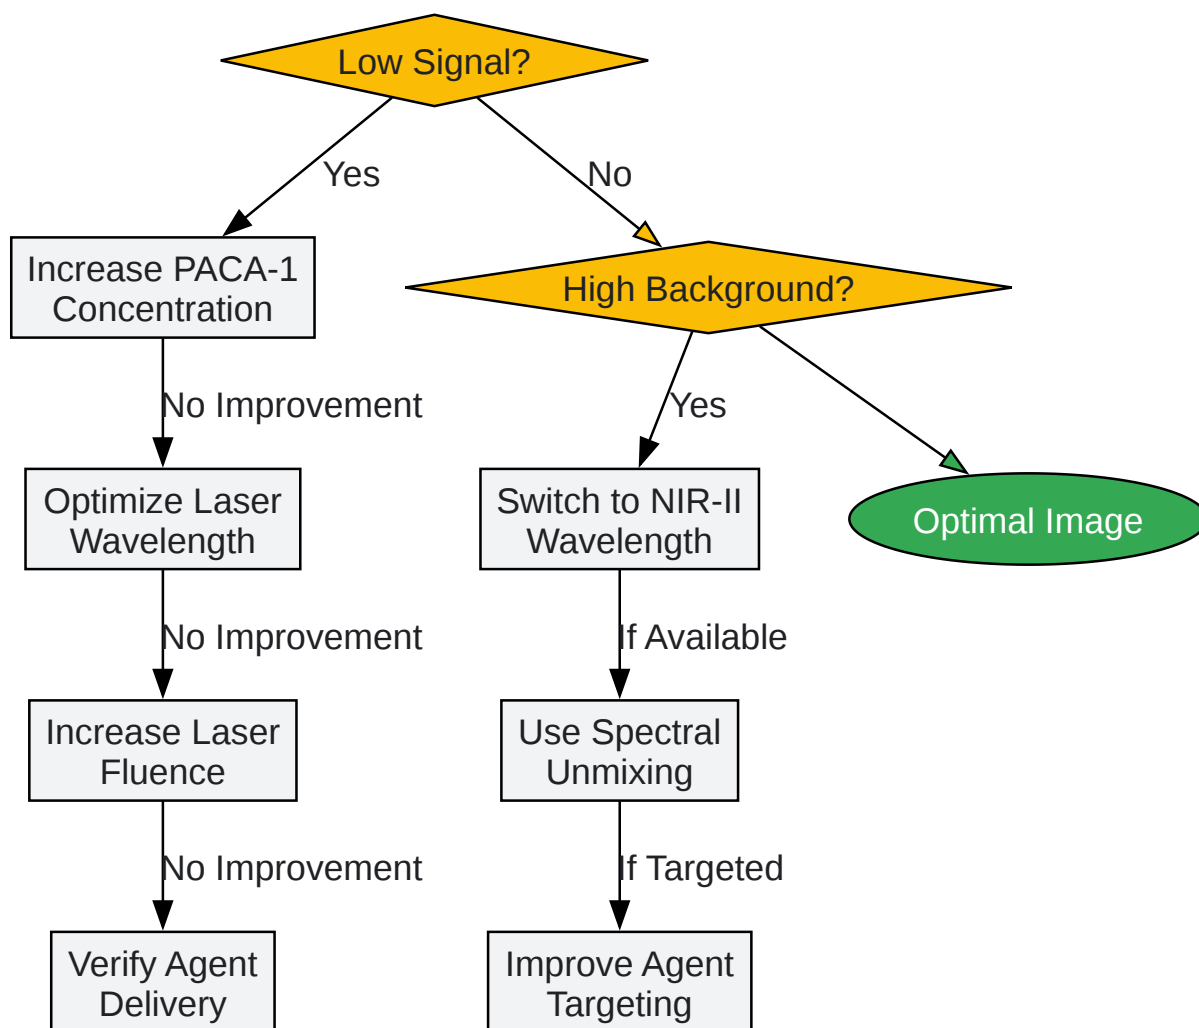 Low Signal?
Yes
No
Increase PACA-1
Concentration
High Background?
No Improvement
Yes
Optimize Laser
Wavelength
Switch to NIR-II
Wavelength
Optimal Image
No Improvement
If Available
Increase Laser
Fluence
Use Spectral
Unmixing
No Improvement
If Targeted
Verify Agent
Delivery
Improve Agent
Targeting